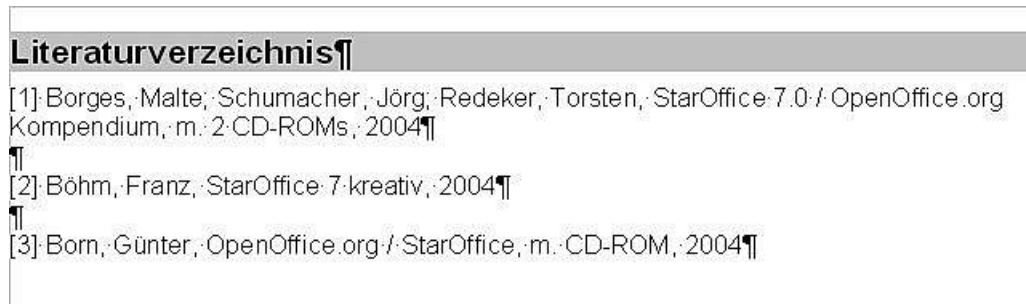 Literaturverzeichnis¶
[1]·Borges,·Malte;·Schumacher,·Jörg;·Redeker,·Torsten,·StarOffice·7.0·/·OpenOffice.org
Kompendium,·m.·2·CD-ROMs,·2004¶
¶
[2]·Böhm,·Franz,·StarOffice·7·kreativ,·2004¶
¶
[3]·Born,·Günter,·OpenOffice.org·/·StarOffice,·m.·CD-ROM,·2004¶